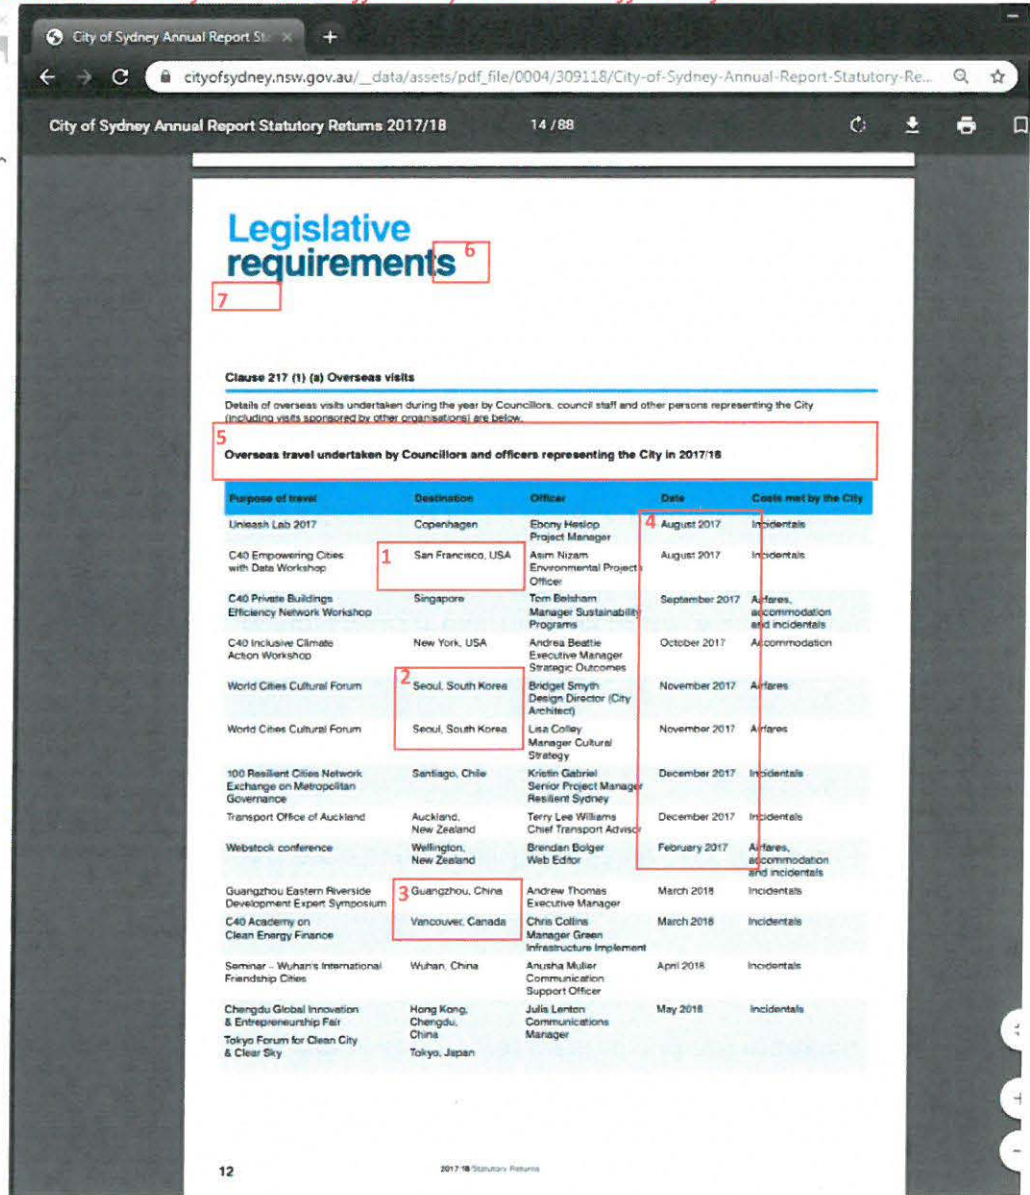 City of Sydney Annual Report St
cityofsydney.nsw.gov.au/__data/assets/pdf_file/0004/309118/City-of-Sydney-Annual-Report-Statutory-Re...
City of Sydney Annual Report Statutory Returns 2017/18 14 / 88
Legislative
requirements
6
7
Clause 217 (1) (a) Overseas visits
Details of overseas visits undertaken during the year by Councillors, council staff and other persons representing the City
(including visits sponsored by other organisations) are below.
5
Overseas travel undertaken by Councillors and officers representing the City in 2017/18
Purpose of travel Destination Officer Date Costs met by the City
Unleash Lab 2017 Copenhagen Ebony Heslop 4 August 2017 Incidentals
Project Manager
C40 Empowering Cities 1 San Francisco, USA Asim Nizam August 2017 Incidentals
with Data Workshop Environmental Projects
Officer
C40 Private Buildings Singapore Tom Belsham September 2017 Airfares,
Efficiency Network Workshop Manager Sustainability accommodation
Programs and incidentals
C40 Inclusive Climate New York, USA Andrea Beattie October 2017 Accommodation
Action Workshop Executive Manager
Strategic Outcomes
World Cities Cultural Forum 2 Seoul, South Korea Bridget Smyth November 2017 Airfares
Design Director (City
Architect)
World Cities Cultural Forum Seoul, South Korea Lisa Colley November 2017 Airfares
Manager Cultural
Strategy
100 Resilient Cities Network Santiago, Chile Kristin Gabriel December 2017 Incidentals
Exchange on Metropolitan Senior Project Manager
Governance Resilient Sydney
Transport Office of Auckland Auckland, Terry Lee Williams December 2017 Incidentals
New Zealand Chief Transport Advisor
Webstock conference Wellington, Brendan Bolger February 2017 Airfares,
New Zealand Web Editor accommodation
and incidentals
Guangzhou Eastern Riverside 3 Guangzhou, China Andrew Thomas March 2018 Incidentals
Development Expert Symposium Executive Manager
C40 Academy on Vancouver, Canada Chris Collins March 2018 Incidentals
Clean Energy Finance Manager Green
Infrastructure Implement
Seminar – Wuhan's International Wuhan, China Anusha Muller April 2018 Incidentals
Friendship Cities Communication
Support Officer
Chengdu Global Innovation Hong Kong, Julia Lenton May 2018 Incidentals
& Entrepreneurship Fair Chengdu, Communications
China Manager
Tokyo Forum for Clean City
& Clear Sky Tokyo, Japan
12 2017/18 Statutory Returns